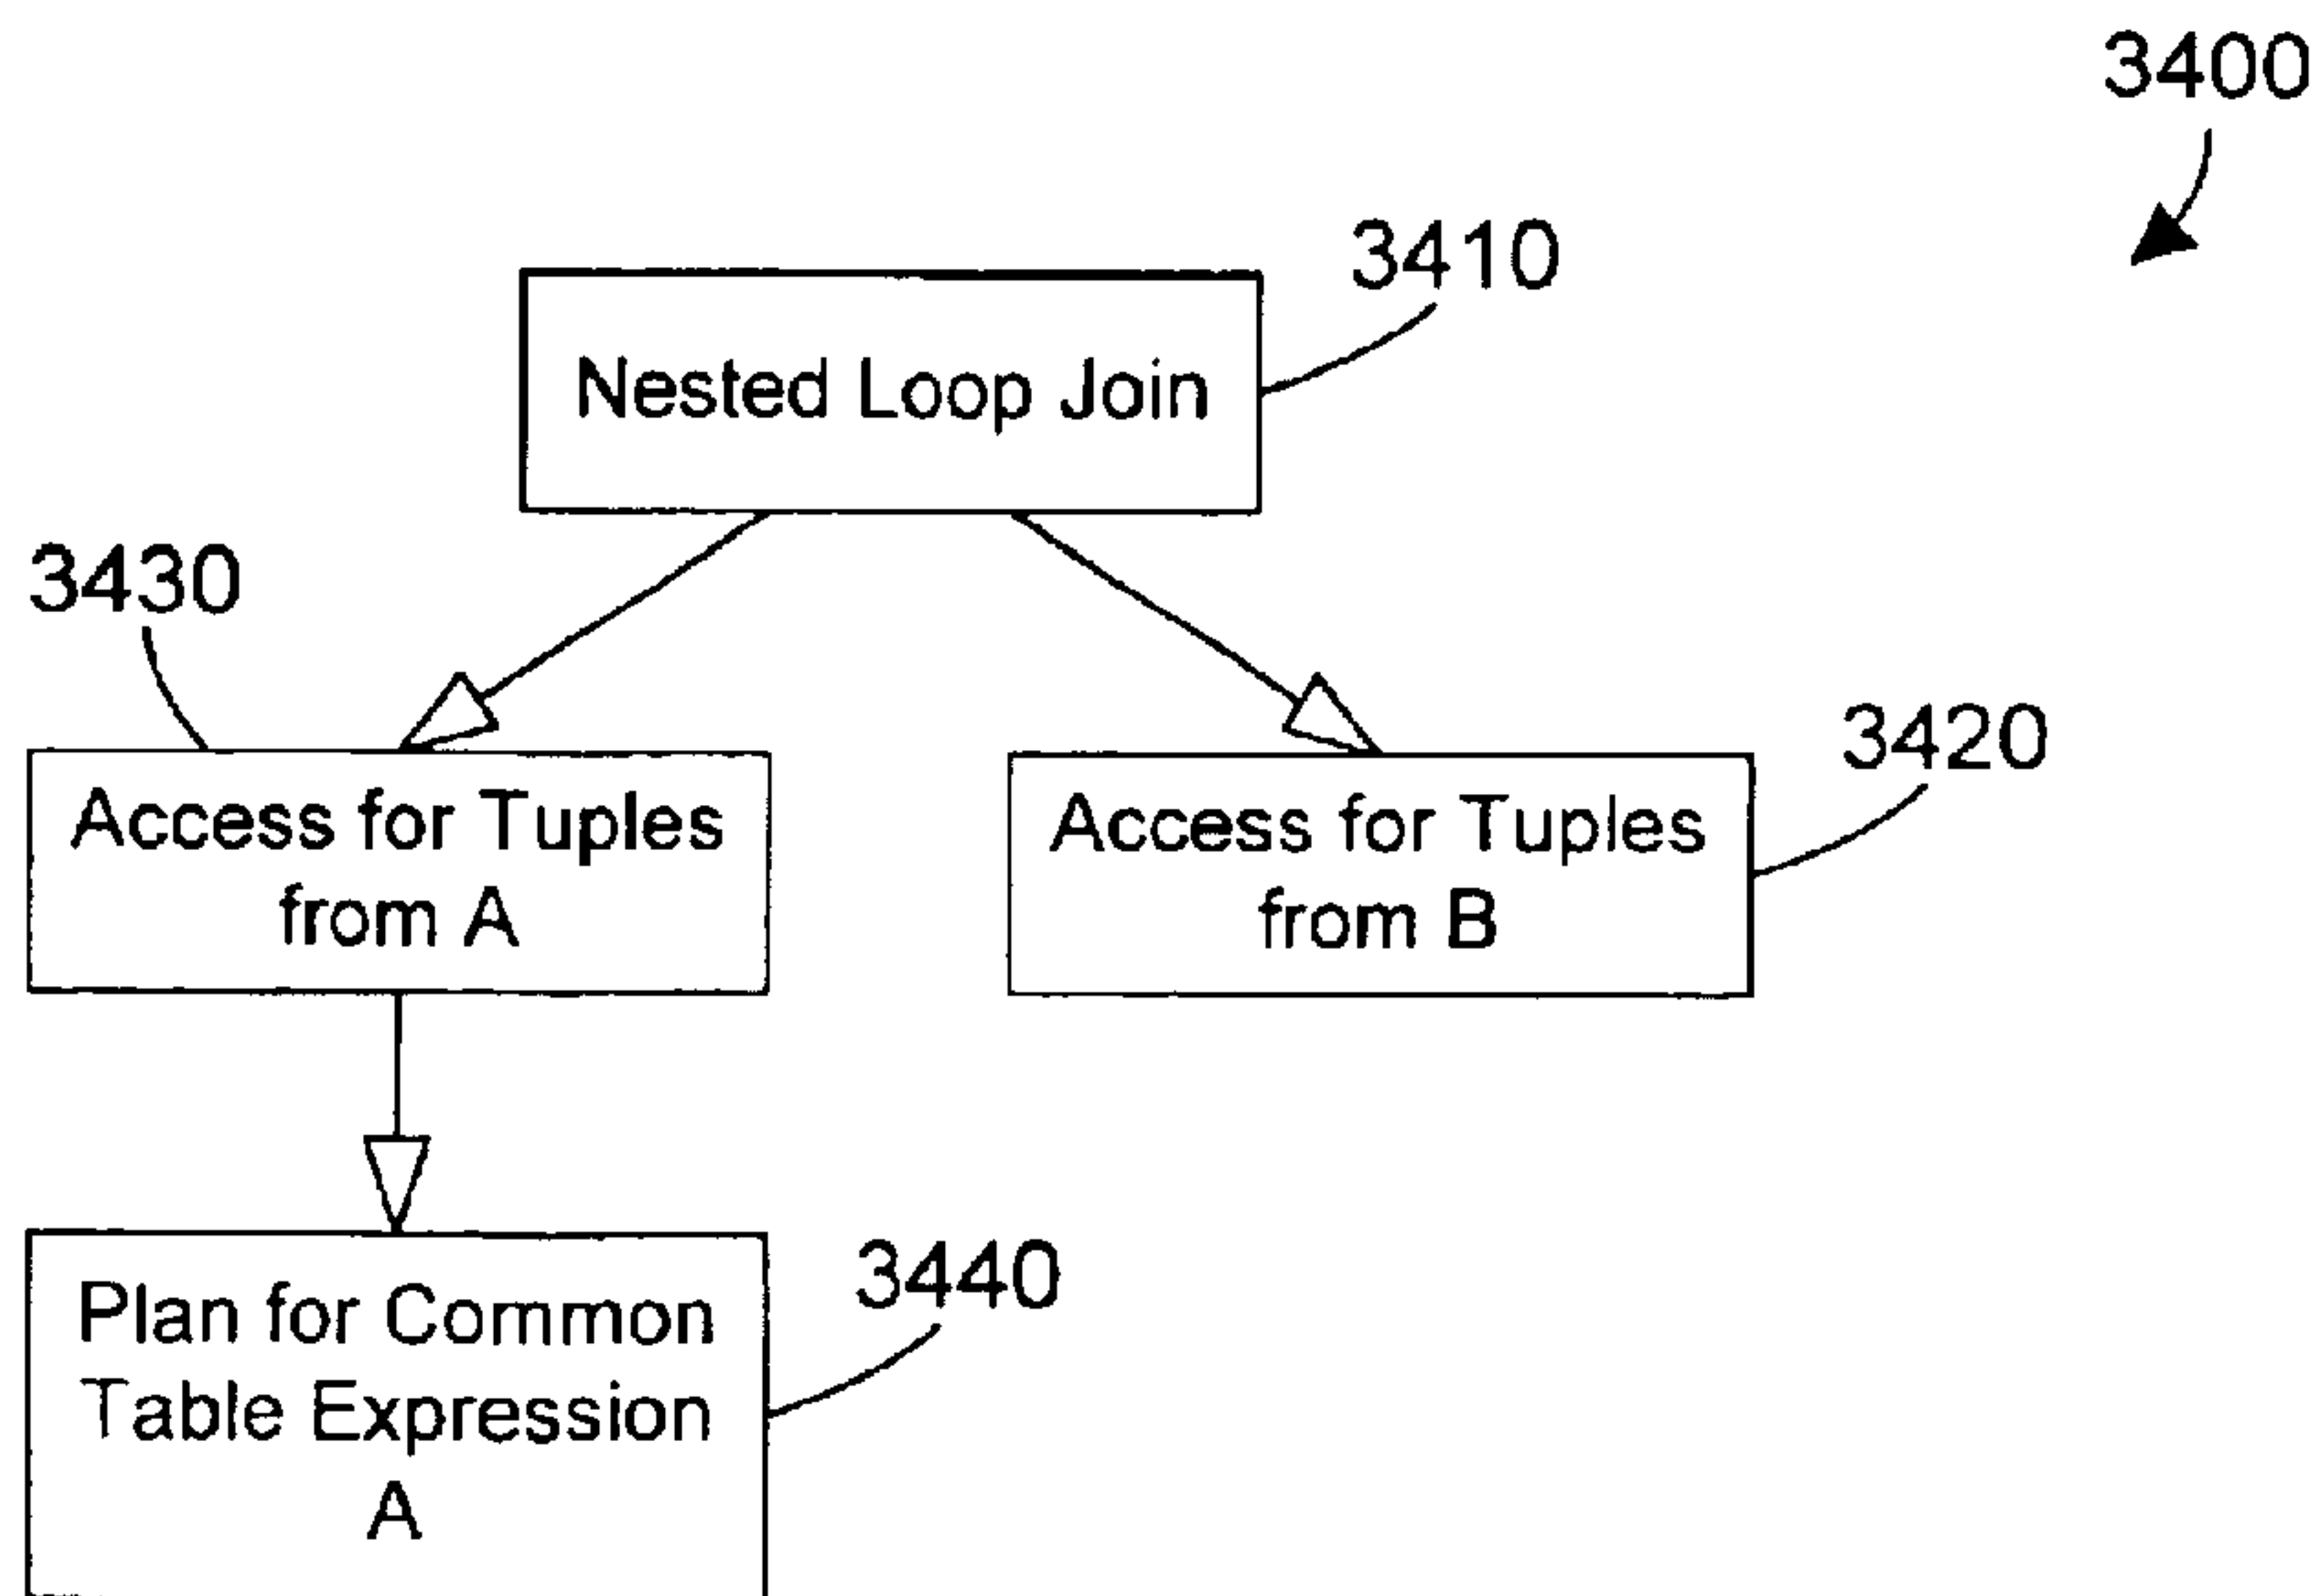 3400
3410
Nested Loop Join
3430
3420
Access for Tuples
from A
Access for Tuples
from B
3440
Plan for Common
Table Expression
A